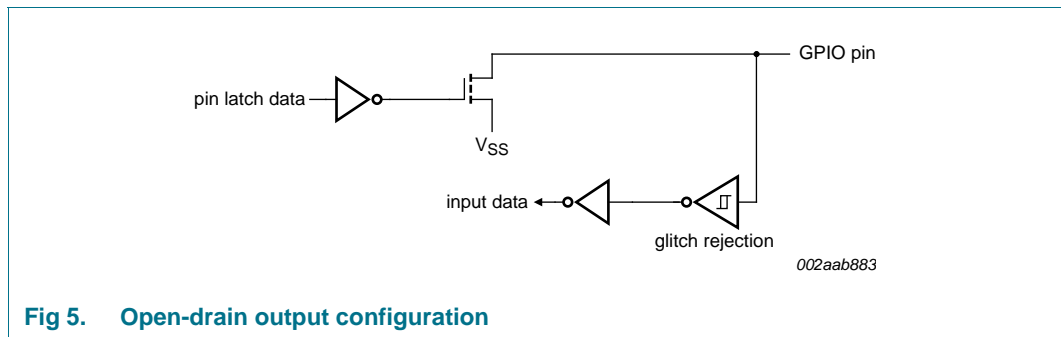 GPIO pin
pin latch data
VSS
input data
glitch rejection
002aab883
Fig 5. Open-drain output configuration